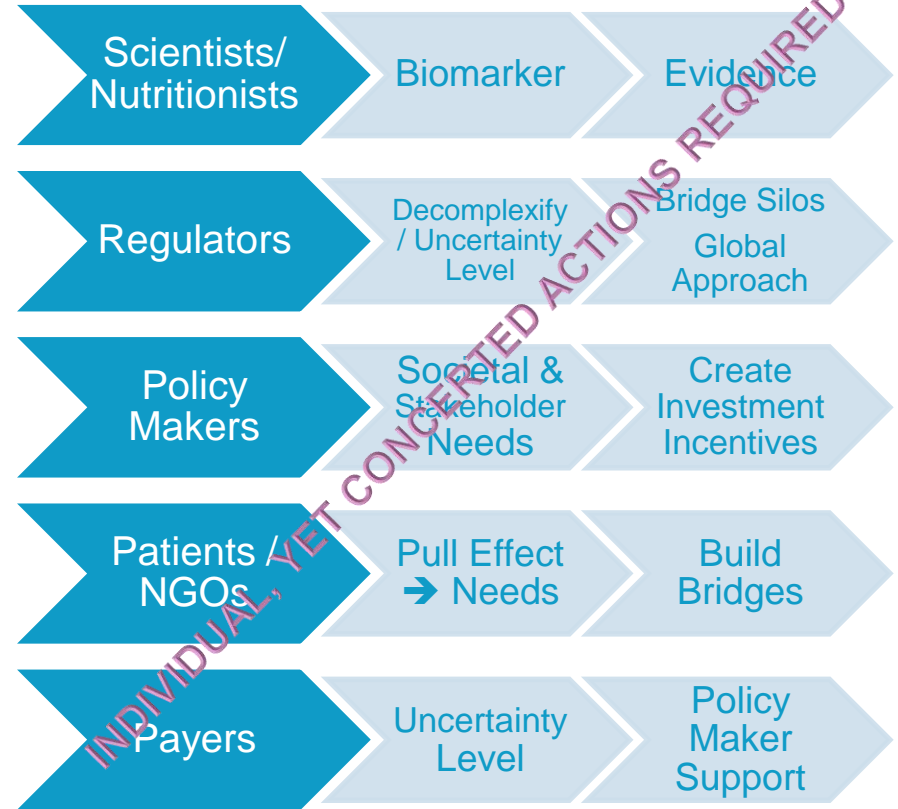 Scientists/
Nutritionists
Biomarker
Evidence
Regulators
Decomplexify
/ Uncertainty
Level
Bridge Silos
Global
Approach
Policy
Makers
Societal &
Stakeholder
Needs
Create
Investment
Incentives
Patients /
NGOs
Pull Effect
➔ Needs
Build
Bridges
Payers
Uncertainty
Level
Policy
Maker
Support
INDIVIDUAL, YET CONCERTED ACTIONS REQUIRED